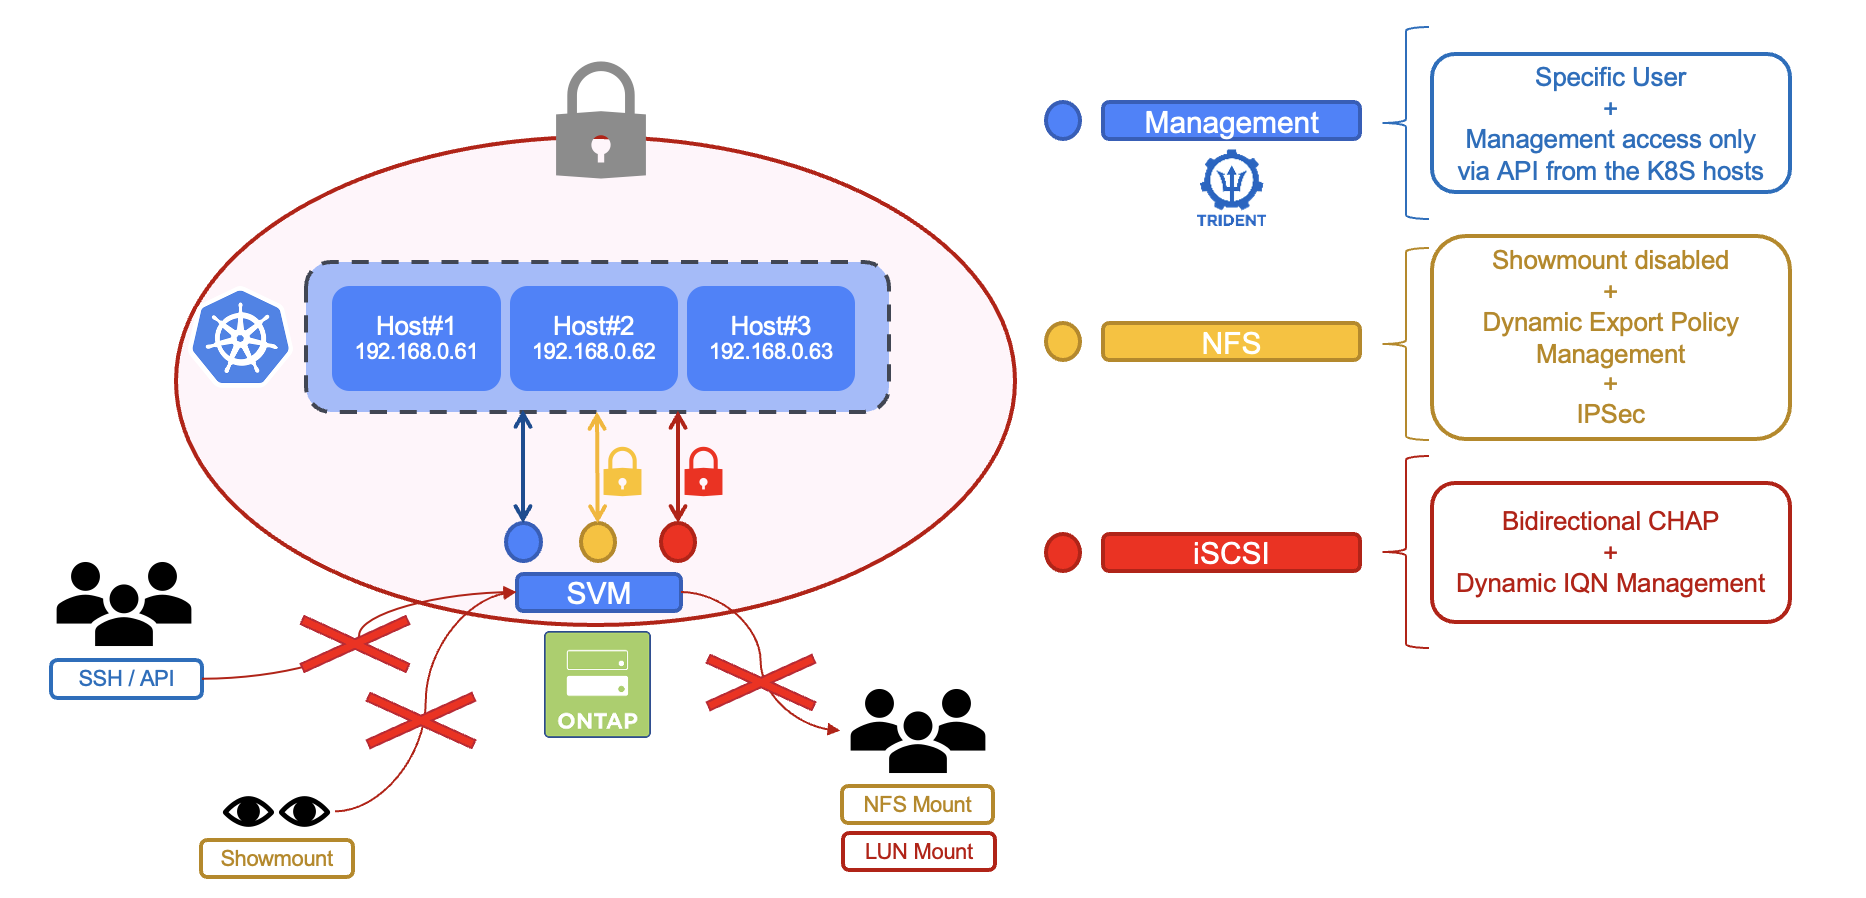 Host#1
192.168.0.61
Host#2
192.168.0.62
Host#3
192.168.0.63
SVM
ONTAP
SSH / API
Showmount
NFS Mount
LUN Mount
Management
TRIDENT
Specific User
+
Management access only
via API from the K8S hosts
NFS
Showmount disabled
+
Dynamic Export Policy
Management
+
IPSec
iSCSI
Bidirectional CHAP
+
Dynamic IQN Management